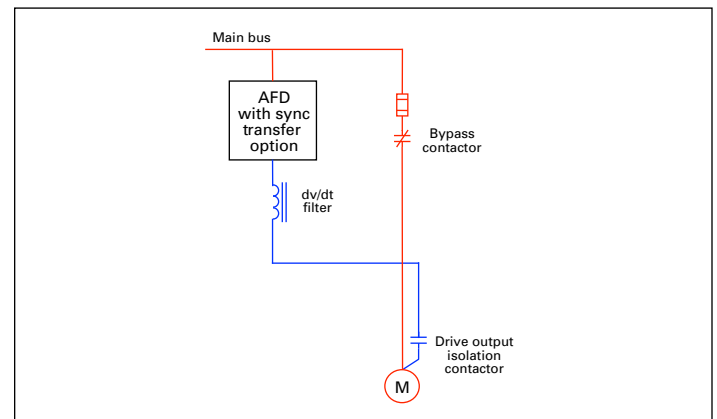 Main bus
AFD
with sync
transfer
option
Bypass
contactor
dv/dt
filter
Drive output
isolation
contactor
M